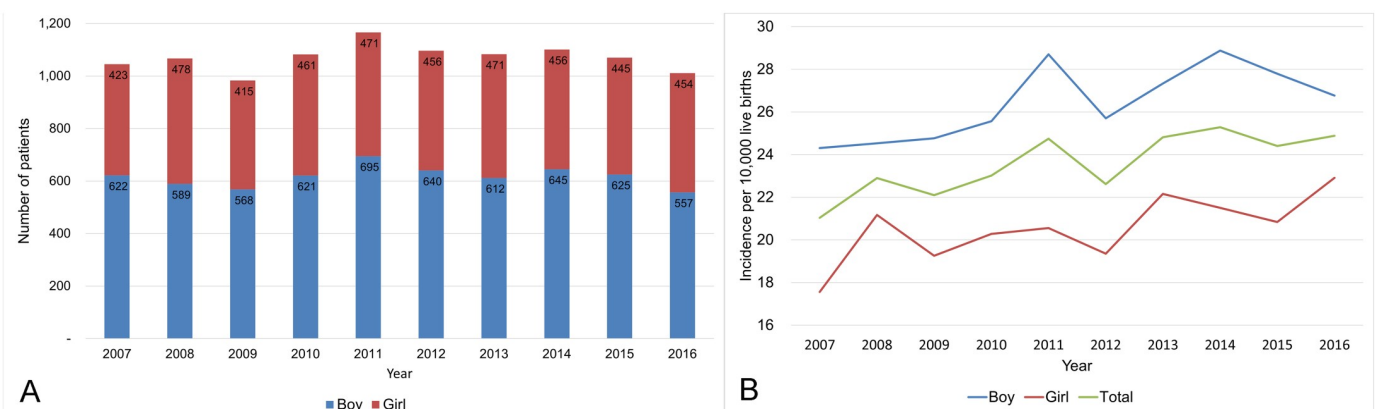 1,200
1,000
800
600
400
200
-
Number of patients
423 478 415 461 471 456 471 456 445 454
622 589 568 621 695 640 612 645 625 557
2007 2008 2009 2010 2011 2012 2013 2014 2015 2016
Year
Boy Girl
A
30
28
26
24
22
20
18
16
Incidence per 10,000 live births
2007 2008 2009 2010 2011 2012 2013 2014 2015 2016
Year
Boy Girl Total
B